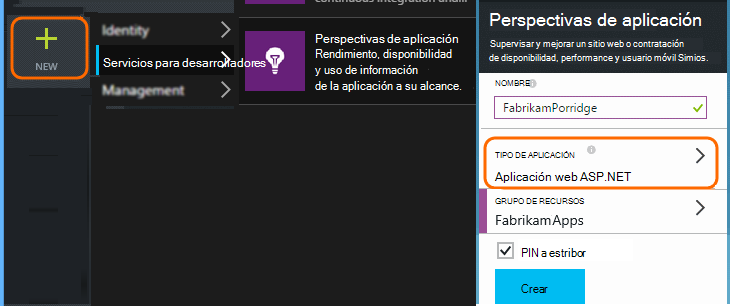 NEW
Identity
Servicios para desarrolladores
Management
continuous integration and...
Perspectivas de aplicación
Rendimiento, disponibilidad
y uso de información
de la aplicación a su alcance.
Perspectivas de aplicación
Supervisar y mejorar un sitio web o contratación
de disponibilidad, performance y usuario móvil Simios.
NOMBRE
FabrikamPorridge
TIPO DE APLICACIÓN
Aplicación web ASP.NET
GRUPO DE RECURSOS
FabrikamApps
PIN a estribor
Crear